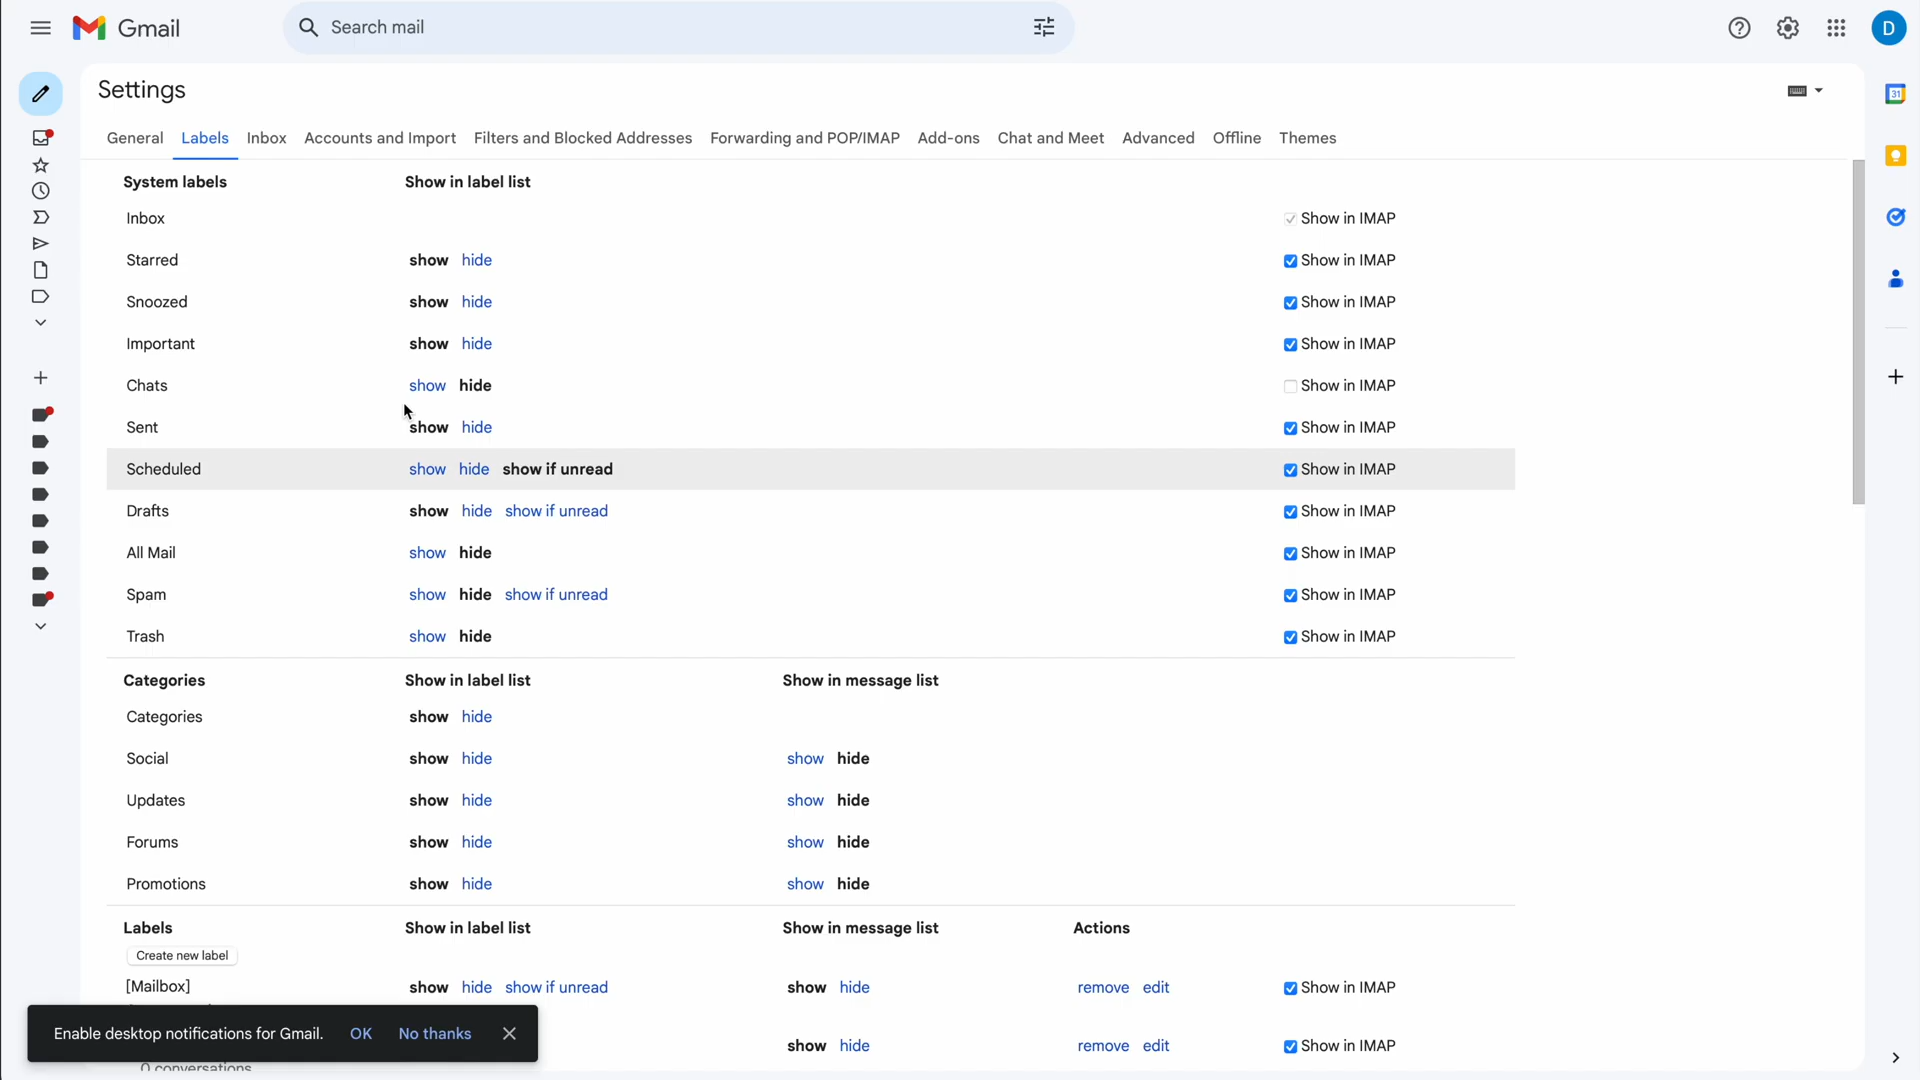 Gmail
Search mail
D
Settings
31
General Labels Inbox Accounts and Import Filters and Blocked Addresses Forwarding and POP/IMAP Add-ons Chat and Meet Advanced Offline Themes
System labels Show in label list
Inbox Show in IMAP
Starred show hide Show in IMAP
Snoozed show hide Show in IMAP
Important show hide Show in IMAP
Chats show hide Show in IMAP
Sent show hide Show in IMAP
Scheduled show hide show if unread Show in IMAP
Drafts show hide show if unread Show in IMAP
All Mail show hide Show in IMAP
Spam show hide show if unread Show in IMAP
Trash show hide Show in IMAP
Categories Show in label list Show in message list
Categories show hide
Social show hide show hide
Updates show hide show hide
Forums show hide show hide
Promotions show hide show hide
Labels Show in label list Show in message list Actions
Create new label
[Mailbox] show hide show if unread show hide remove edit Show in IMAP
Enable desktop notifications for Gmail. OK No thanks
show hide remove edit Show in IMAP
0 conversations